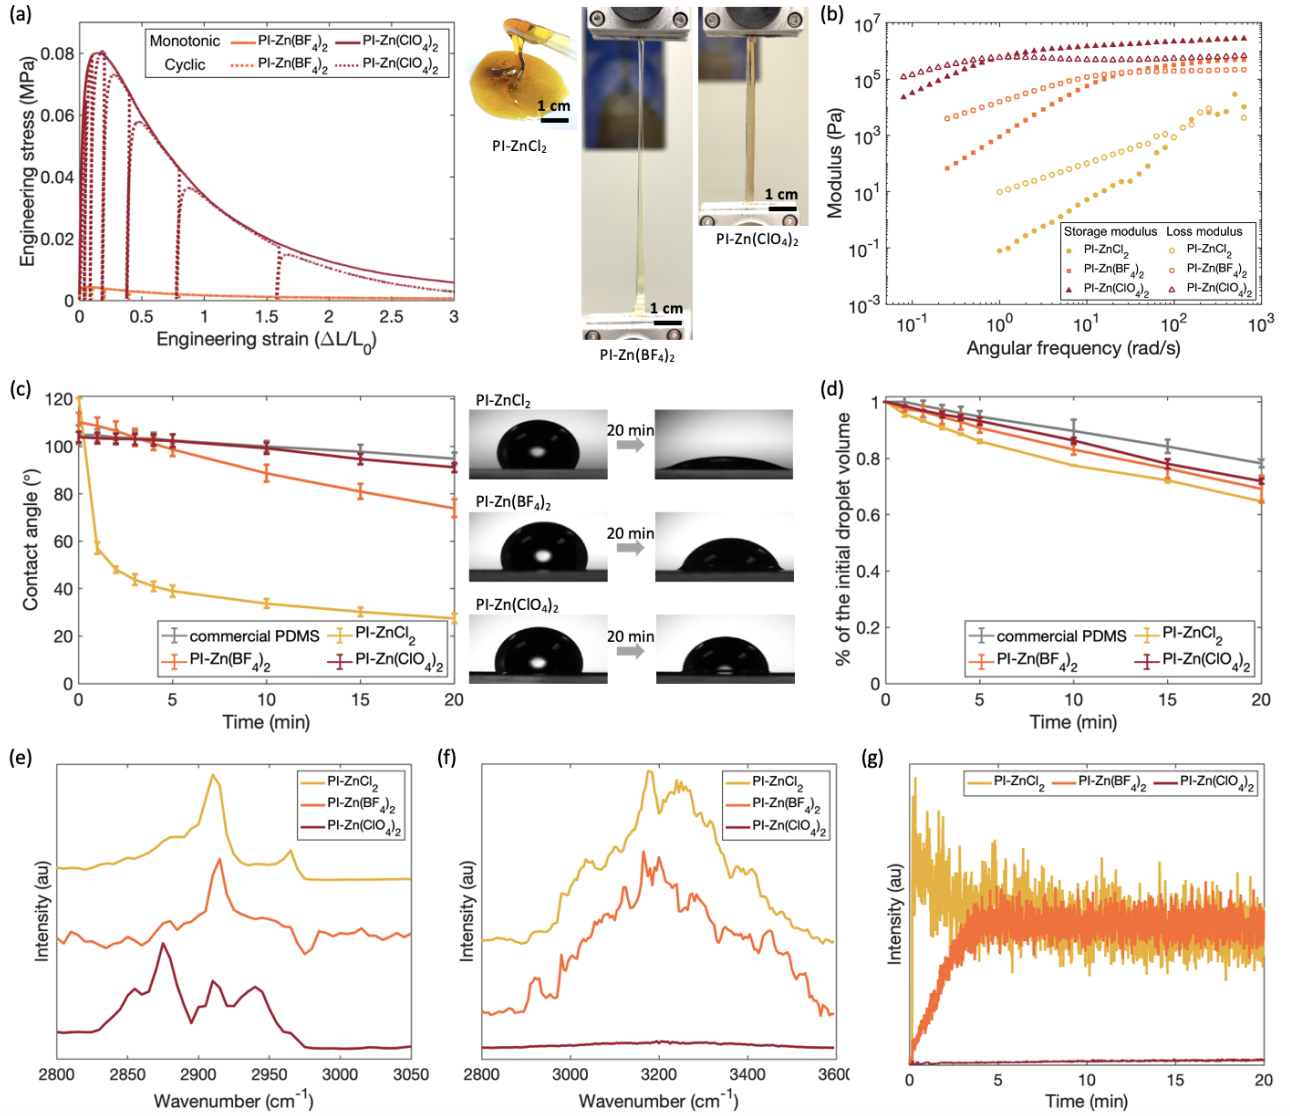 (a)
Engineering stress (MPa)
0.08
0.06
0.04
0.02
0
Monotonic PI-Zn(BF4)2 PI-Zn(ClO4)2
Cyclic PI-Zn(BF4)2 PI-Zn(ClO4)2
0 0.5 1 1.5 2 2.5 3
Engineering strain (ΔL/L0)
1 cm
PI-ZnCl2
1 cm
PI-Zn(BF4)2
1 cm
PI-Zn(ClO4)2
(b)
Modulus (Pa)
10^7
10^5
10^3
10^1
10^-1
10^-3
Storage modulus Loss modulus
PI-ZnCl2 PI-ZnCl2
PI-Zn(BF4)2 PI-Zn(BF4)2
PI-Zn(ClO4)2 PI-Zn(ClO4)2
10^-1 10^0 10^1 10^2 10^3
Angular frequency (rad/s)
(c)
Contact angle (°)
120
100
80
60
40
20
0
commercial PDMS PI-ZnCl2
PI-Zn(BF4)2 PI-Zn(ClO4)2
0 5 10 15 20
Time (min)
PI-ZnCl2
20 min
PI-Zn(BF4)2
20 min
PI-Zn(ClO4)2
20 min
(d)
% of the initial droplet volume
1
0.8
0.6
0.4
0.2
0
commercial PDMS PI-ZnCl2
PI-Zn(BF4)2 PI-Zn(ClO4)2
0 5 10 15 20
Time (min)
(e)
Intensity (au)
PI-ZnCl2
PI-Zn(BF4)2
PI-Zn(ClO4)2
2800 2850 2900 2950 3000 3050
Wavenumber (cm-1)
(f)
Intensity (au)
PI-ZnCl2
PI-Zn(BF4)2
PI-Zn(ClO4)2
2800 3000 3200 3400 3600
Wavenumber (cm-1)
(g)
Intensity (au)
PI-ZnCl2 PI-Zn(BF4)2 PI-Zn(ClO4)2
0 5 10 15 20
Time (min)